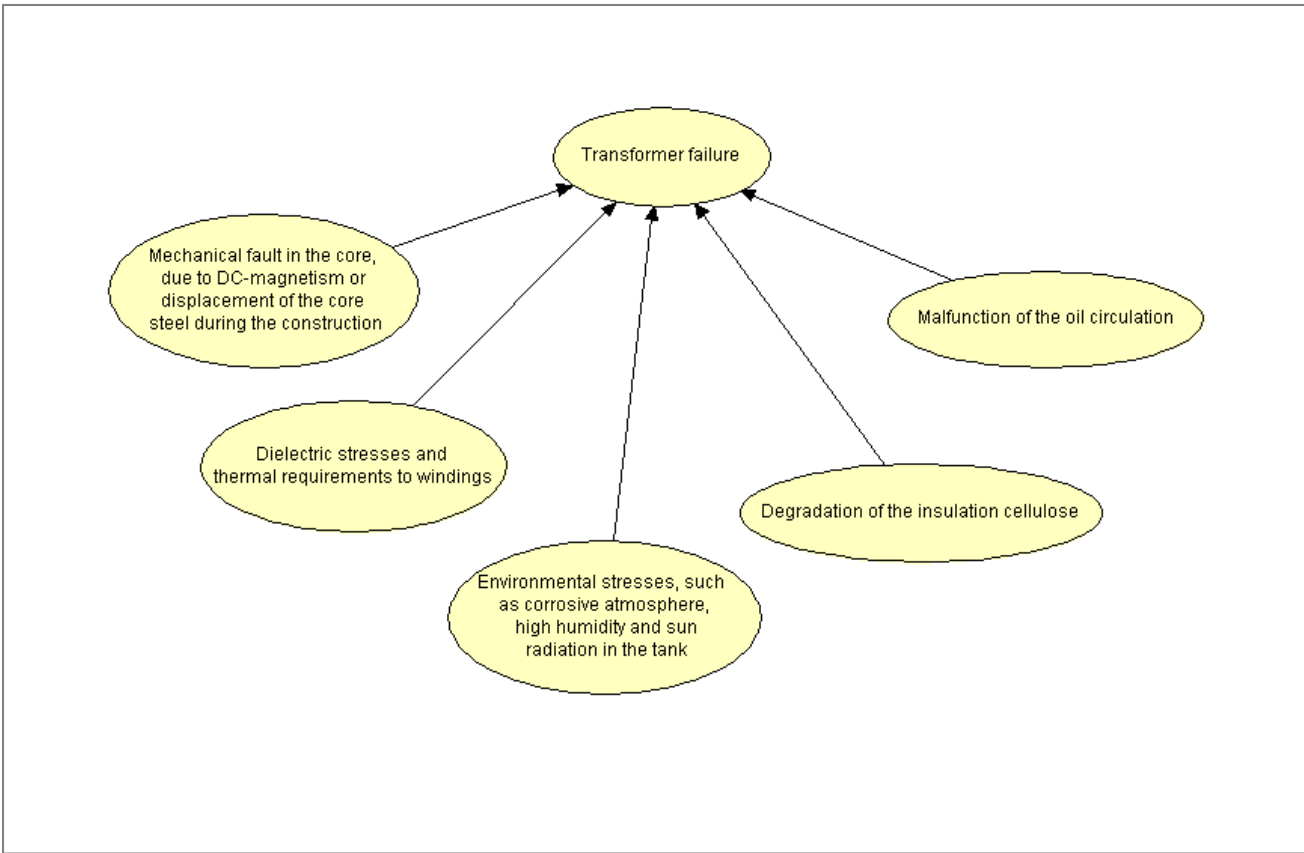 Transformer failure
Mechanical fault in the core,
due to DC-magnetism or
displacement of the core
steel during the construction
Malfunction of the oil circulation
Dielectric stresses and
thermal requirements to windings
Degradation of the insulation cellulose
Environmental stresses, such
as corrosive atmosphere,
high humidity and sun
radiation in the tank